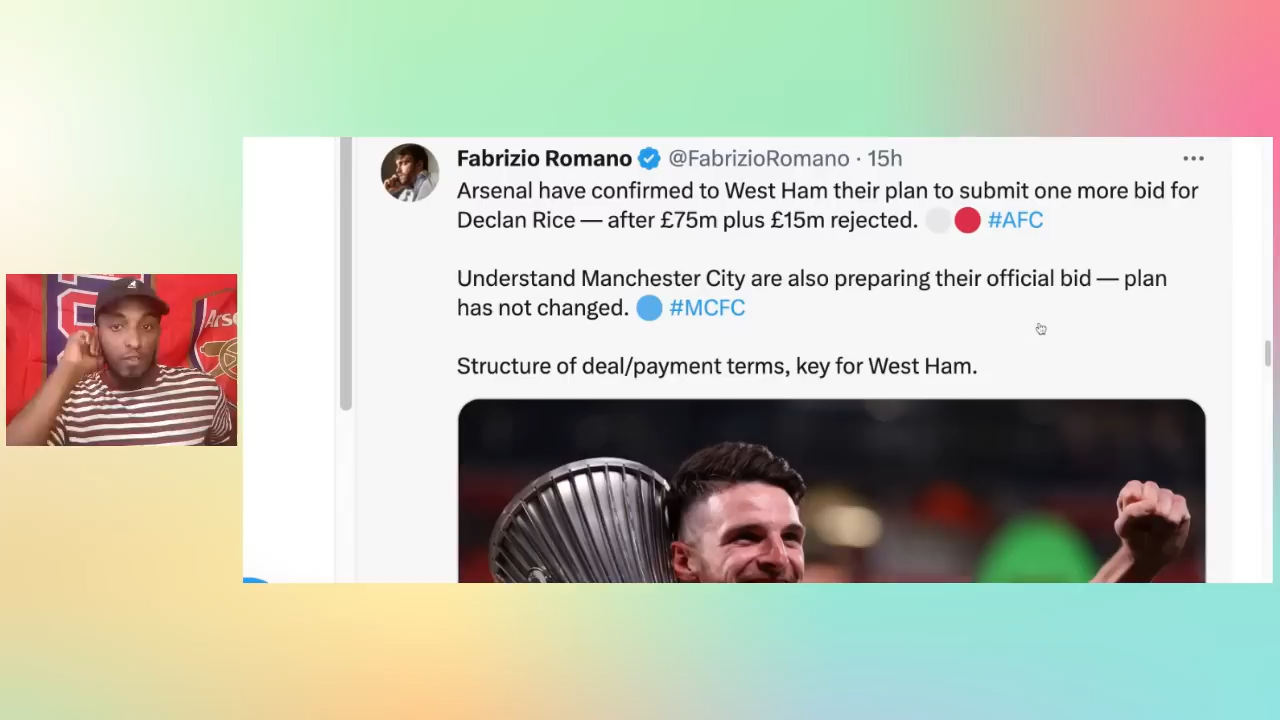 Fabrizio Romano @FabrizioRomano · 15h
Arsenal have confirmed to West Ham their plan to submit one more bid for
Declan Rice — after £75m plus £15m rejected. ⚪🔴 #AFC
Understand Manchester City are also preparing their official bid — plan
has not changed. 🔵 #MCFC
Structure of deal/payment terms, key for West Ham.
Arse